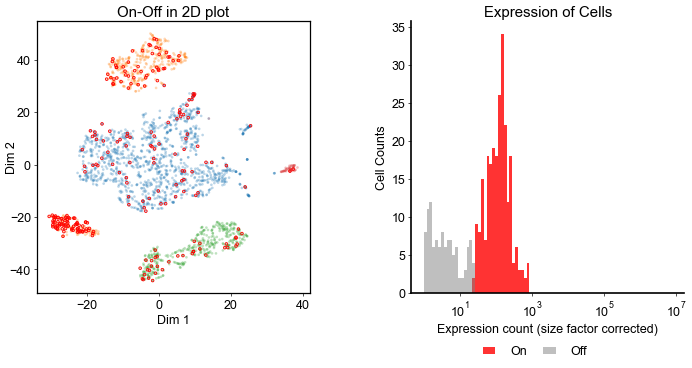 On-Off in 2D plot
Dim 2
40
20
0
−20
−40
−20
0
20
40
Dim 1
Expression of Cells
Cell Counts
35
30
25
20
15
10
5
0
10^1
10^3
10^5
10^7
Expression count (size factor corrected)
On
Off